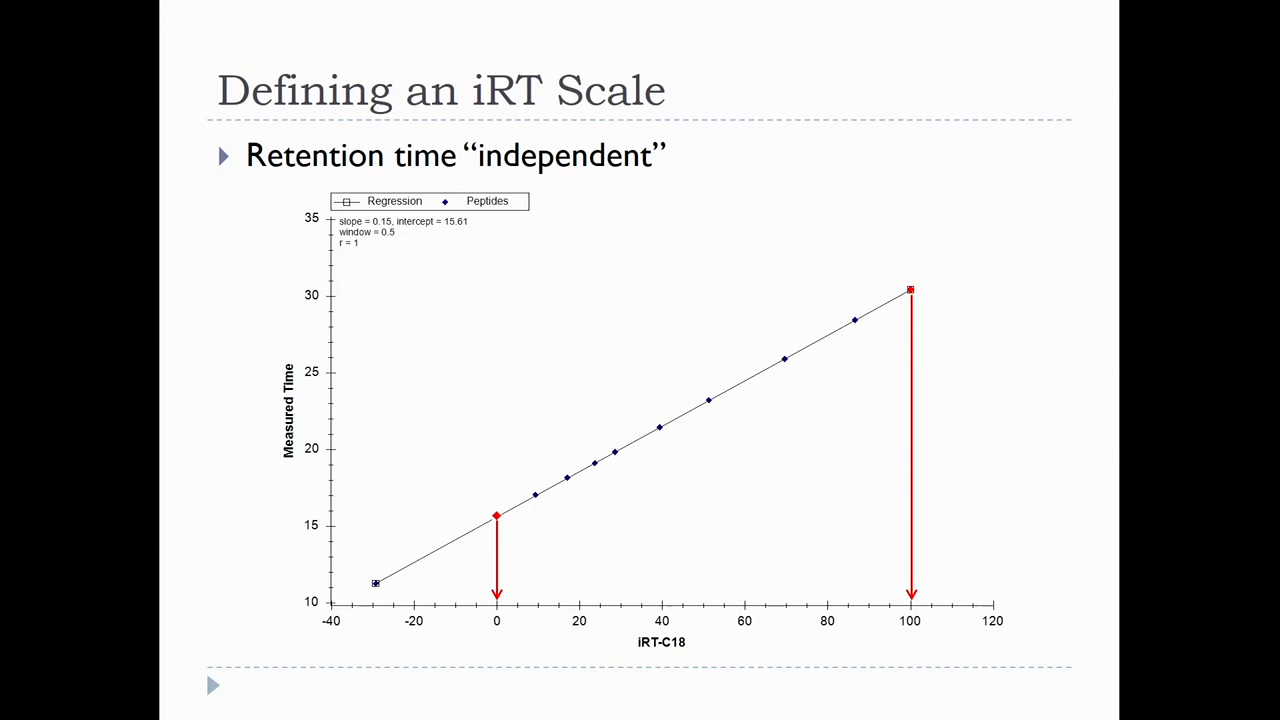 Defining an iRT Scale
Retention time “independent”
Regression Peptides
slope = 0.15, intercept = 15.61
window = 0.5
r = 1
35
30
25
20
15
10
Measured Time
-40 -20 0 20 40 60 80 100 120
iRT-C18